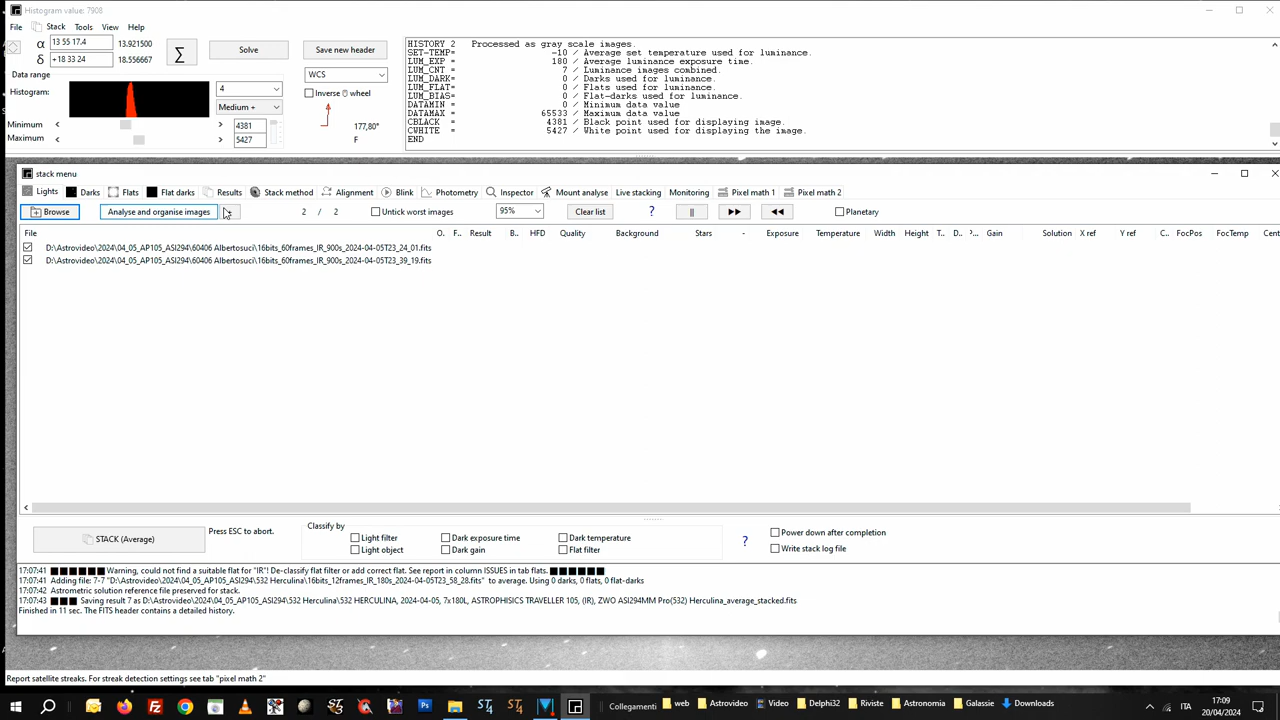 Histogram value: 7908
File Stack Tools View Help
α 13 55 17.4 13.921500
δ +18 33 24 18.556667
∑ Solve Save new header
Data range
Histogram: 4
Medium +
Minimum < > 4381
Maximum < > 5427
WCS
Inverse wheel
177,80°
F
HISTORY 2 Processed as gray scale images.
SET-TEMP= -10 / Average set temperature used for luminance.
LUM_EXP = 180 / Average luminance exposure time.
LUM_CNT = 7 / Luminance images combined.
LUM_DARK= 0 / Darks used for luminance.
LUM_FLAT= 0 / Flats used for luminance.
LUM_BIAS= 0 / Flat-darks used for luminance.
DATAMIN = 0 / Minimum data value
DATAMAX = 65533 / Maximum data value
CBLACK = 4381 / Black point used for displaying image.
CWHITE = 5427 / White point used for displaying the image.
END
stack menu
Lights Darks Flats Flat darks Results Stack method Alignment Blink Photometry Inspector Mount analyse Live stacking Monitoring Pixel math 1 Pixel math 2
Browse Analyse and organise images 2 / 2 Untick worst images 95% Clear list ? || ▶▶ ◀◀ Planetary
File O. F.. Result B.. HFD Quality Background Stars - Exposure Temperature Width Height T.. D.. ?... Gain Solution X ref Y ref C.. FocPos FocTemp Cent
D:\Astrovideo\2024\04_05_AP105_ASI294\60406 Albertosuci\16bits_60frames_IR_900s_2024-04-05T23_24_01.fits
D:\Astrovideo\2024\04_05_AP105_ASI294\60406 Albertosuci\16bits_60frames_IR_900s_2024-04-05T23_39_19.fits
STACK (Average) Press ESC to abort.
Classify by
Light filter Dark exposure time Dark temperature
Light object Dark gain Flat filter
?
Power down after completion
Write stack log file
17:07:41 ■■■■■■ Warning, could not find a suitable flat for "IR"! De-classify flat filter or add correct flat. See report in column ISSUES in tab flats. ■■■■■■
17:07:41 Adding file: 7-7 "D:\Astrovideo\2024\04_05_AP105_ASI294\532 Herculina\16bits_12frames_IR_180s_2024-04-05T23_58_28.fits" to average. Using 0 darks, 0 flats, 0 flat-darks
17:07:42 Astrometric solution reference file preserved for stack.
17:07:43 ■■■ Saving result 7 as D:\Astrovideo\2024\04_05_AP105_ASI294\532 HERCULINA, 2024-04-05, 7x180L, ASTROPHISICS TRAVELLER 105, (IR), ZWO ASI294MM Pro(532) Herculina_average_stacked.fits
Finished in 11 sec. The FITS header contains a detailed history.
Report satellite streaks. For streak detection settings see tab "pixel math 2"
Collegamenti web Astrovideo Video Delphi32 Riviste Astronomia Galassie Downloads ITA 17:09
20/04/2024